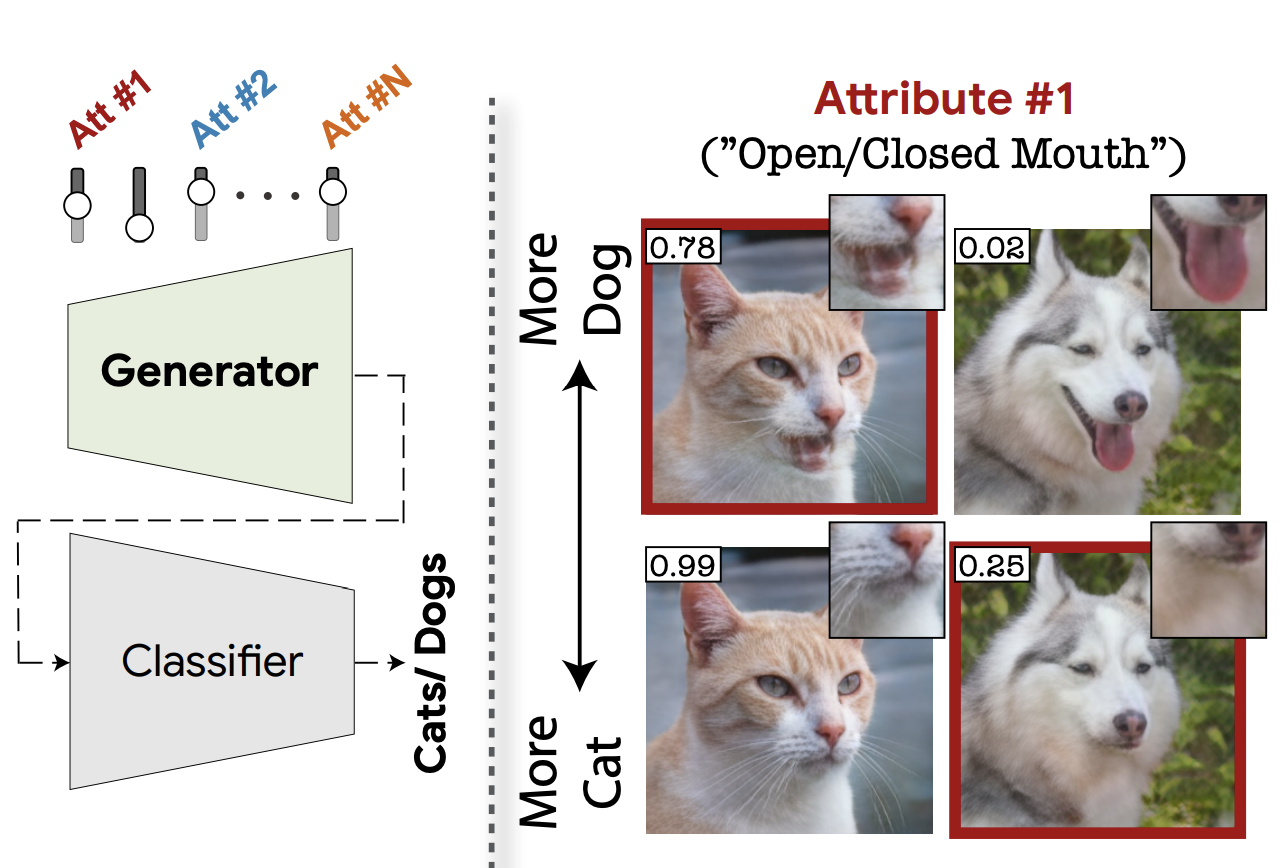 Att #1
Att #2
Att #N
Generator
Classifier
Cats/ Dogs
Attribute #1
(”Open/Closed Mouth”)
More
Dog
0.78
0.02
0.99
0.25
More
Cat